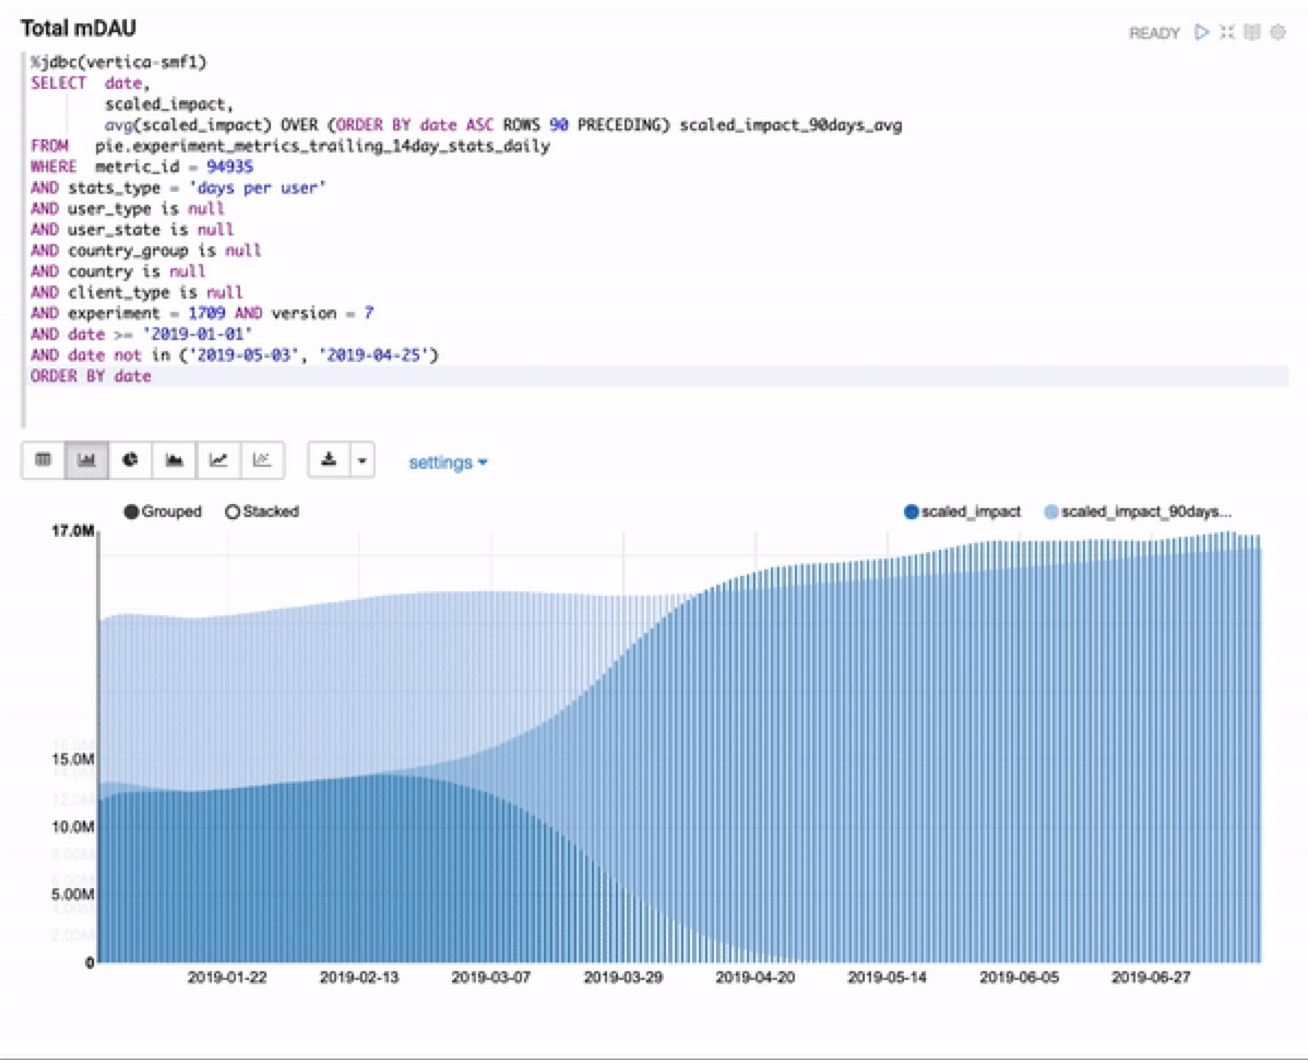 Total mDAU
READY
%jdbc(vertica-smf1)
SELECT date,
scaled_impact,
avg(scaled_impact) OVER (ORDER BY date ASC ROWS 90 PRECEDING) scaled_impact_90days_avg
FROM pie.experiment_metrics_trailing_14day_stats_daily
WHERE metric_id = 94935
AND stats_type = 'days per user'
AND user_type is null
AND user_state is null
AND country_group is null
AND country is null
AND client_type is null
AND experiment = 1709 AND version = 7
AND date >= '2019-01-01'
AND date not in ('2019-05-03', '2019-04-25')
ORDER BY date
settings
Grouped Stacked scaled_impact scaled_impact_90days...
17.0M
16.0M
15.0M
14.0M
12.0M
10.0M
8.00M
5.00M
4.00M
2.00M
0
2019-01-22 2019-02-13 2019-03-07 2019-03-29 2019-04-20 2019-05-14 2019-06-05 2019-06-27